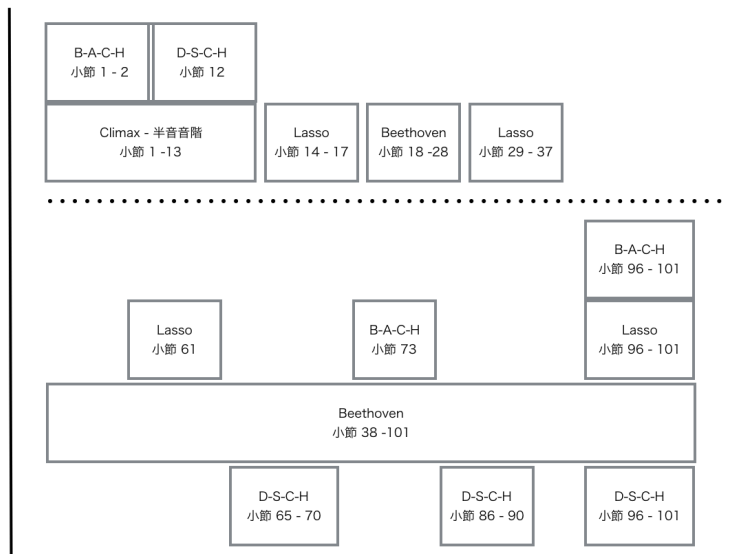 B-A-C-H
小節 1 - 2
D-S-C-H
小節 12
Climax - 半音音階
小節 1 -13
Lasso
小節 14 - 17
Beethoven
小節 18 -28
Lasso
小節 29 - 37
B-A-C-H
小節 96 - 101
Lasso
小節 61
B-A-C-H
小節 73
Lasso
小節 96 - 101
Beethoven
小節 38 -101
D-S-C-H
小節 65 - 70
D-S-C-H
小節 86 - 90
D-S-C-H
小節 96 - 101